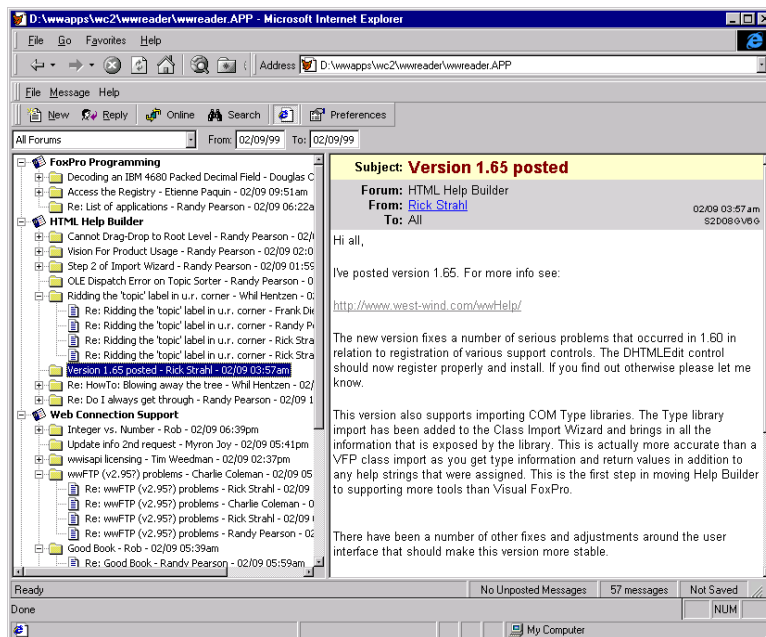 D:\wwapps\wc2\wwreader\wwreader.APP - Microsoft Internet Explorer
File Go Favorites Help
Address D:\wwapps\wc2\wwreader\wwreader.APP
File Message Help
New Reply Online Search Preferences
All Forums From: 02/09/99 To: 02/09/99
FoxPro Programming
Decoding an IBM 4680 Packed Decimal Field - Douglas C
Access the Registry - Etienne Paquin - 02/09 09:51am
Re: List of applications - Randy Pearson - 02/09 06:22a
HTML Help Builder
Cannot Drag-Drop to Root Level - Randy Pearson - 02/
Vision For Product Usage - Randy Pearson - 02/09 02:0
Step 2 of Import Wizard - Randy Pearson - 02/09 01:59
OLE Dispatch Error on Topic Sorter - Randy Pearson - 0
Ridding the 'topic' label in u.r. corner - Whil Hentzen - 0
Re: Ridding the 'topic' label in u.r. corner - Frank Die
Re: Ridding the 'topic' label in u.r. corner - Randy P
Re: Ridding the 'topic' label in u.r. corner - Rick Stra
Re: Ridding the 'topic' label in u.r. corner - Rick Stra
Version 1.65 posted - Rick Strahl - 02/09 03:57am
Re: HowTo: Blowing away the tree - Whil Hentzen - 02/
Re: Do I always get through - Randy Pearson - 02/09 1
Web Connection Support
Integer vs. Number - Rob - 02/09 06:39pm
Update info 2nd request - Myron Joy - 02/09 05:41pm
wwisapi licensing - Tim Weedman - 02/09 02:37pm
wwFTP (v2.95?) problems - Charlie Coleman - 02/09 05
Re: wwFTP (v2.95?) problems - Rick Strahl - 02/09
Re: wwFTP (v2.95?) problems - Charlie Coleman - 0
Re: wwFTP (v2.95?) problems - Rick Strahl - 02/09
Re: wwFTP (v2.95?) problems - Randy Pearson - 02
Good Book - Rob - 02/09 05:39am
Re: Good Book - Randy Pearson - 02/09 05:59am
Subject: Version 1.65 posted
Forum: HTML Help Builder
From: Rick Strahl 02/09 03:57am
To: All S2D08GVBG
Hi all,
I've posted version 1.65. For more info see:
http://www.west-wind.com/wwHelp/
The new version fixes a number of serious problems that occurred in 1.60 in
relation to registration of various support controls. The DHTMLEdit control
should now register properly and install. If you find out otherwise please let me
know.
This version also supports importing COM Type libraries. The Type library
import has been added to the Class Import Wizard and brings in all the
information that is exposed by the library. This is actually more accurate than a
VFP class import as you get type information and return values in addition to
any help strings that were assigned. This is the first step in moving Help Builder
to supporting more tools than Visual FoxPro.
There have been a number of other fixes and adjustments around the user
interface that should make this version more stable.
Ready No Unposted Messages 57 messages Not Saved
Done NUM
My Computer